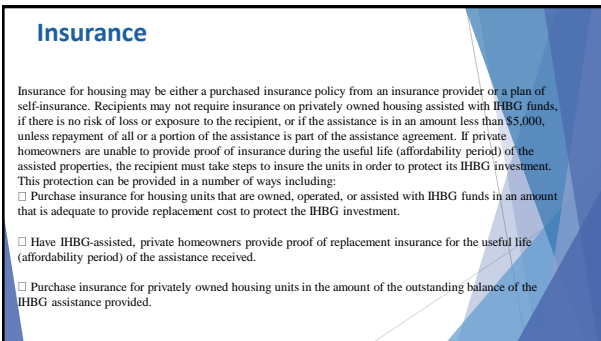 Insurance
Insurance for housing may be either a purchased insurance policy from an insurance provider or a plan of
self-insurance. Recipients may not require insurance on privately owned housing assisted with IHBG funds,
if there is no risk of loss or exposure to the recipient, or if the assistance is in an amount less than $5,000,
unless repayment of all or a portion of the assistance is part of the assistance agreement. If private
homeowners are unable to provide proof of insurance during the useful life (affordability period) of the
assisted properties, the recipient must take steps to insure the units in order to protect its IHBG investment.
This protection can be provided in a number of ways including:
□ Purchase insurance for housing units that are owned, operated, or assisted with IHBG funds in an amount
that is adequate to provide replacement cost to protect the IHBG investment.
□ Have IHBG-assisted, private homeowners provide proof of replacement insurance for the useful life
(affordability period) of the assistance received.
□ Purchase insurance for privately owned housing units in the amount of the outstanding balance of the
IHBG assistance provided.